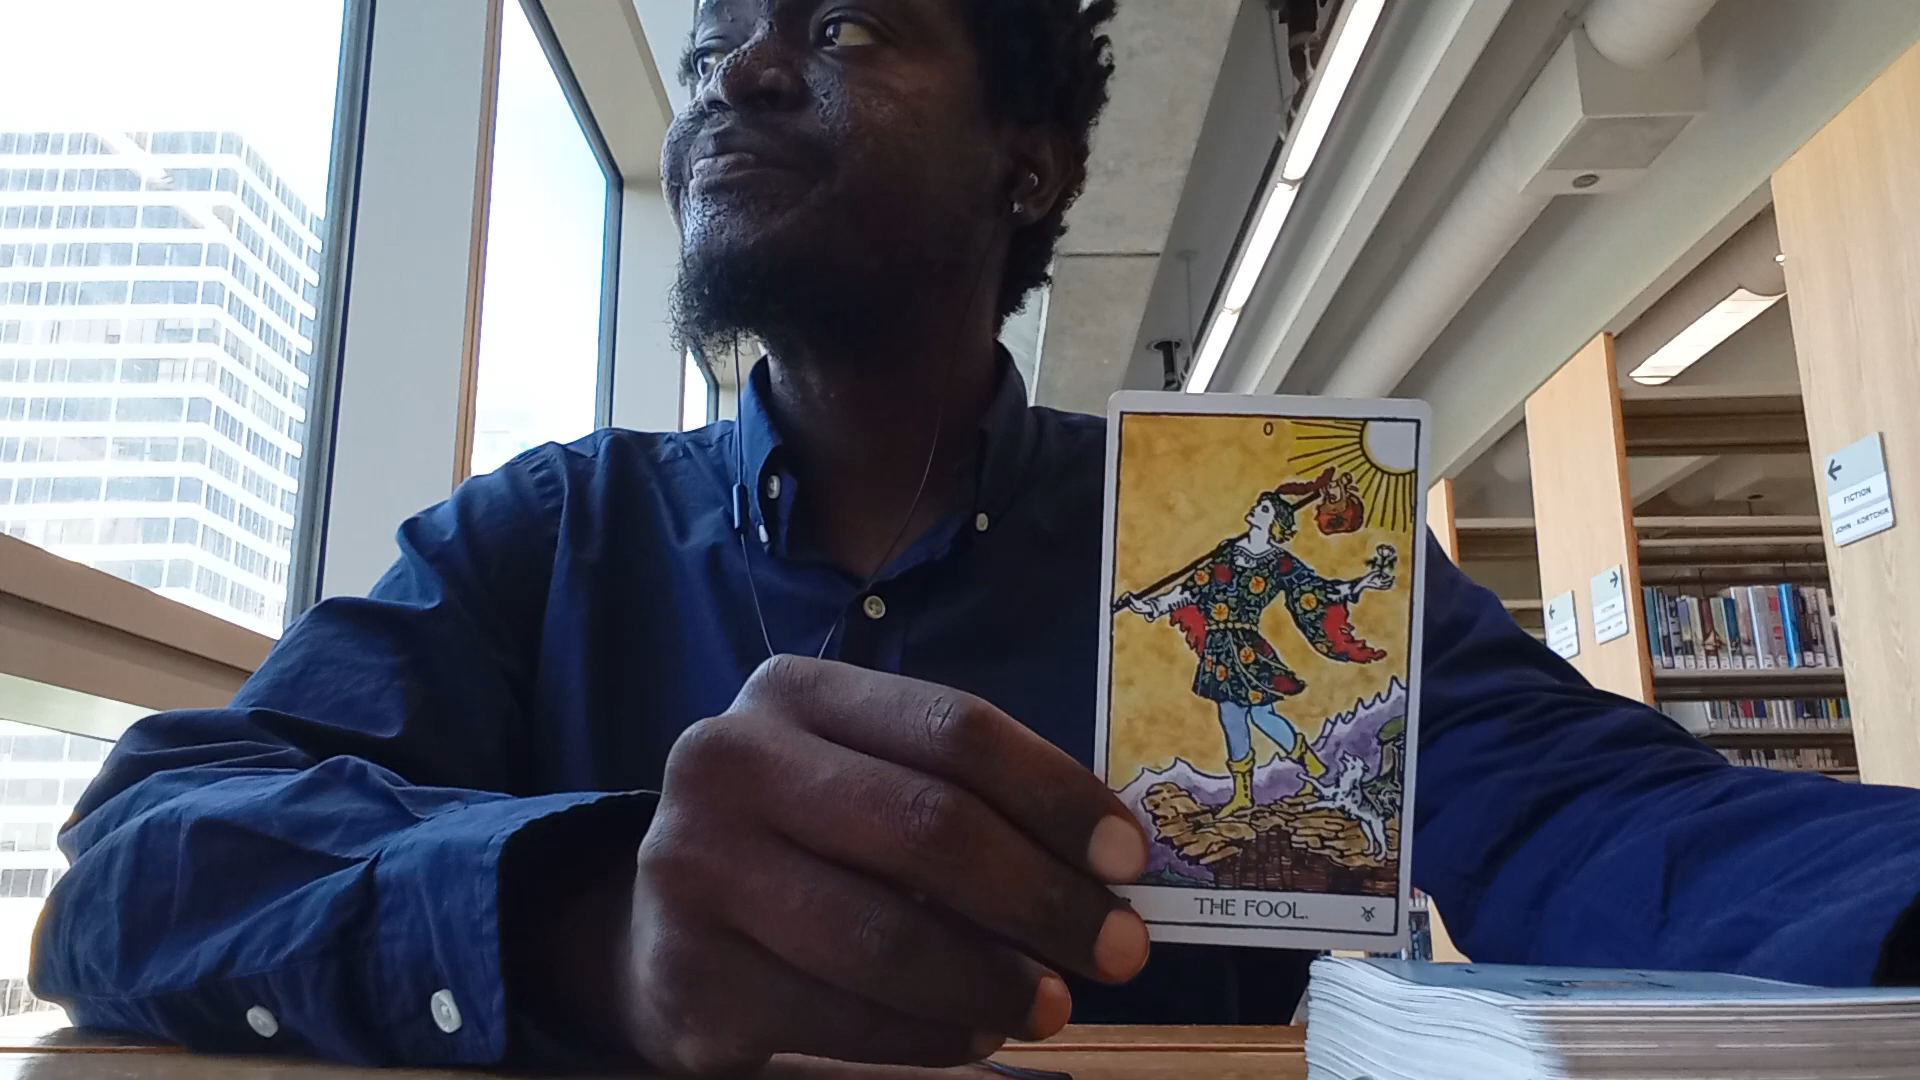 0
THE FOOL.
FICTION
JOHN - KORTCHIK
FICTION